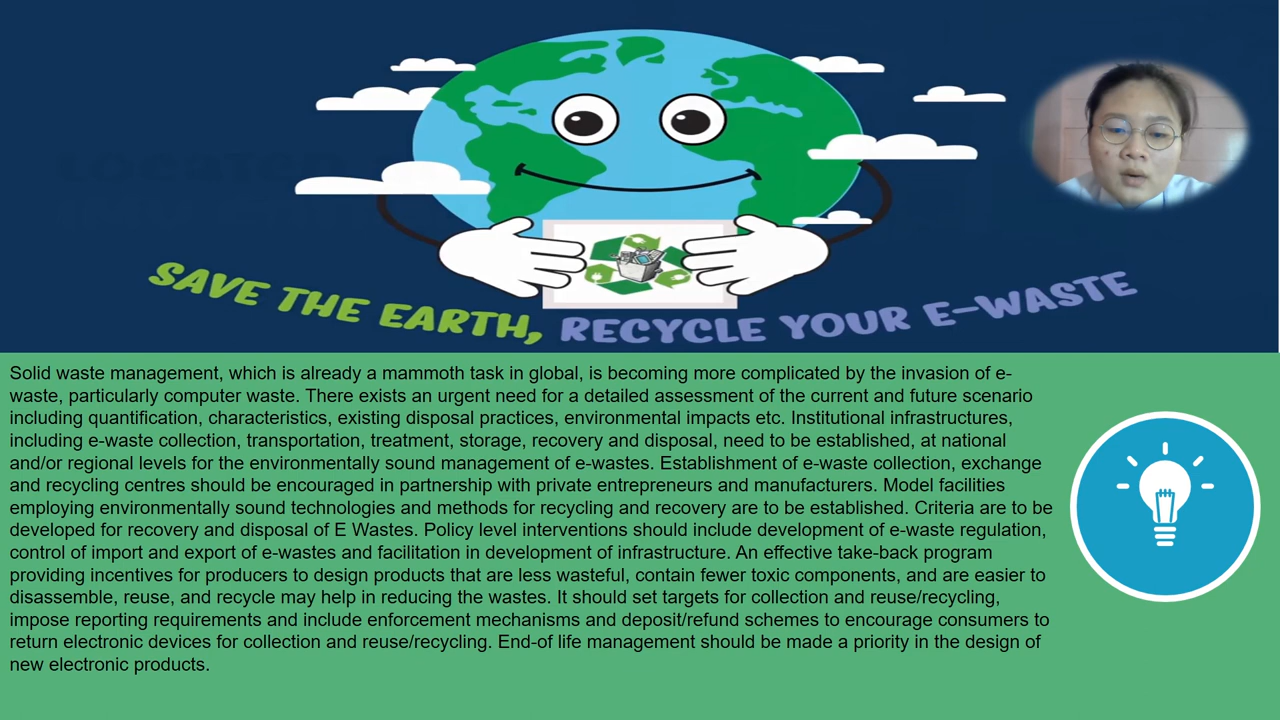 SAVE THE EARTH, RECYCLE YOUR E-WASTE
Solid waste management, which is already a mammoth task in global, is becoming more complicated by the invasion of e-
waste, particularly computer waste. There exists an urgent need for a detailed assessment of the current and future scenario
including quantification, characteristics, existing disposal practices, environmental impacts etc. Institutional infrastructures,
including e-waste collection, transportation, treatment, storage, recovery and disposal, need to be established, at national
and/or regional levels for the environmentally sound management of e-wastes. Establishment of e-waste collection, exchange
and recycling centres should be encouraged in partnership with private entrepreneurs and manufacturers. Model facilities
employing environmentally sound technologies and methods for recycling and recovery are to be established. Criteria are to be
developed for recovery and disposal of E Wastes. Policy level interventions should include development of e-waste regulation,
control of import and export of e-wastes and facilitation in development of infrastructure. An effective take-back program
providing incentives for producers to design products that are less wasteful, contain fewer toxic components, and are easier to
disassemble, reuse, and recycle may help in reducing the wastes. It should set targets for collection and reuse/recycling,
impose reporting requirements and include enforcement mechanisms and deposit/refund schemes to encourage consumers to
return electronic devices for collection and reuse/recycling. End-of life management should be made a priority in the design of
new electronic products.